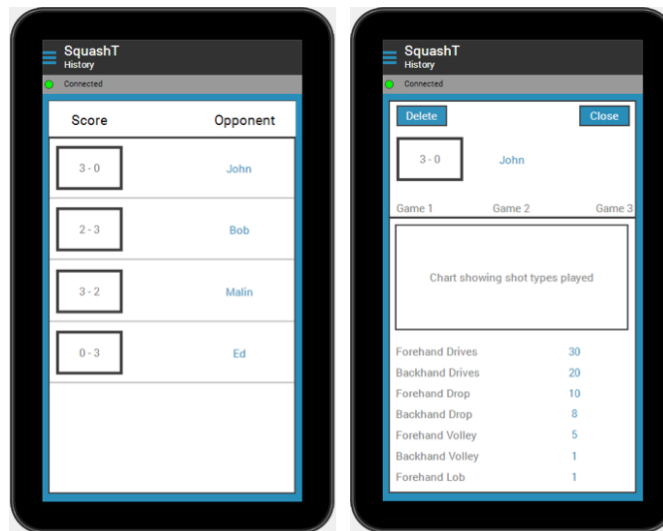 SquashT
History
Connected
Score Opponent
3 - 0 John
2 - 3 Bob
3 - 2 Malin
0 - 3 Ed
SquashT
History
Connected
Delete Close
3 - 0 John
Game 1 Game 2 Game 3
Chart showing shot types played
Forehand Drives 30
Backhand Drives 20
Forehand Drop 10
Backhand Drop 8
Forehand Volley 5
Backhand Volley 1
Forehand Lob 1